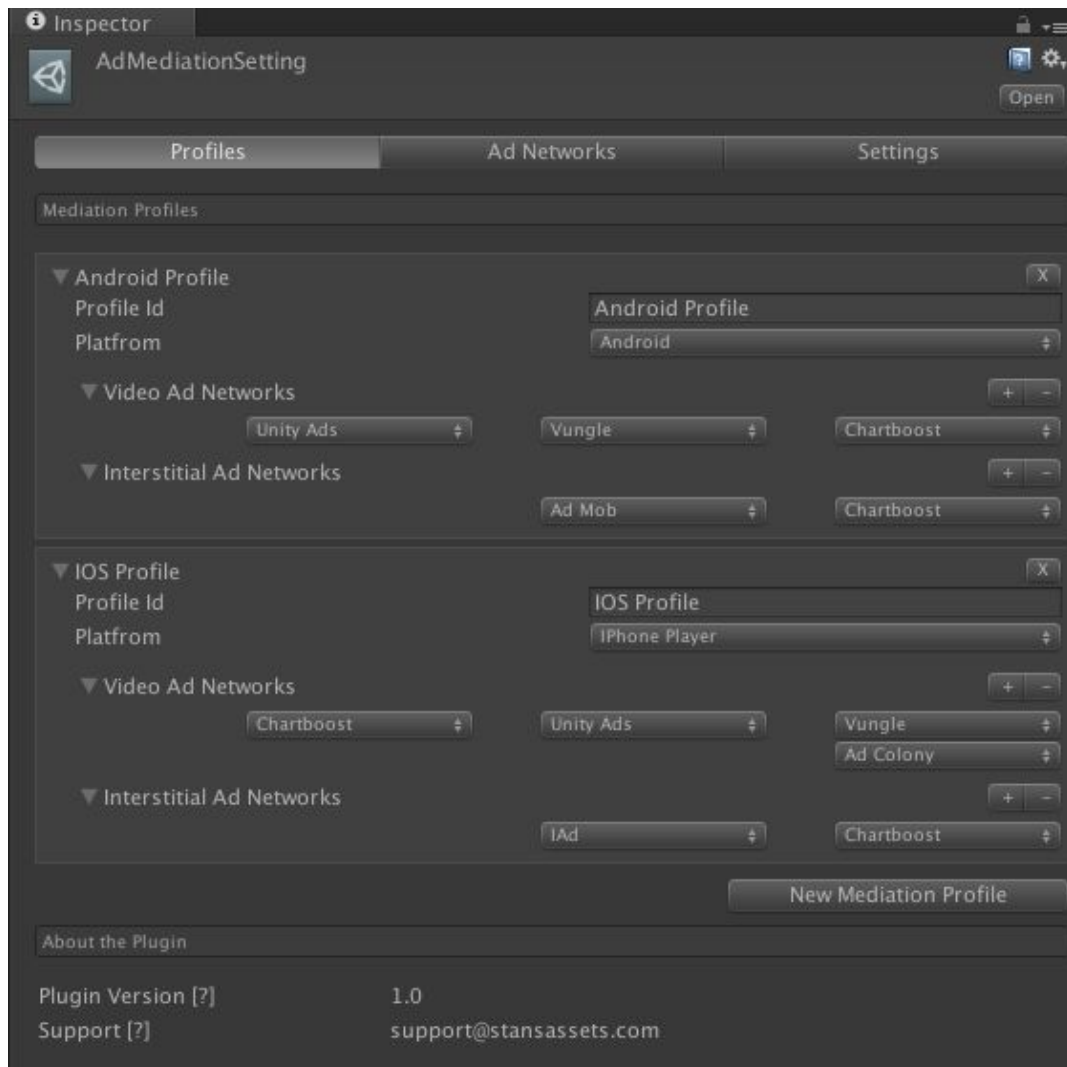 Inspector
AdMediationSetting
Open
Profiles Ad Networks Settings
Mediation Profiles
Android Profile X
Profile Id Android Profile
Platfrom Android
Video Ad Networks + -
Unity Ads Vungle Chartboost
Interstitial Ad Networks + -
Ad Mob Chartboost
IOS Profile X
Profile Id IOS Profile
Platfrom IPhone Player
Video Ad Networks + -
Chartboost Unity Ads Vungle
Ad Colony
Interstitial Ad Networks + -
IAd Chartboost
New Mediation Profile
About the Plugin
Plugin Version [?] 1.0
Support [?] support@stansassets.com